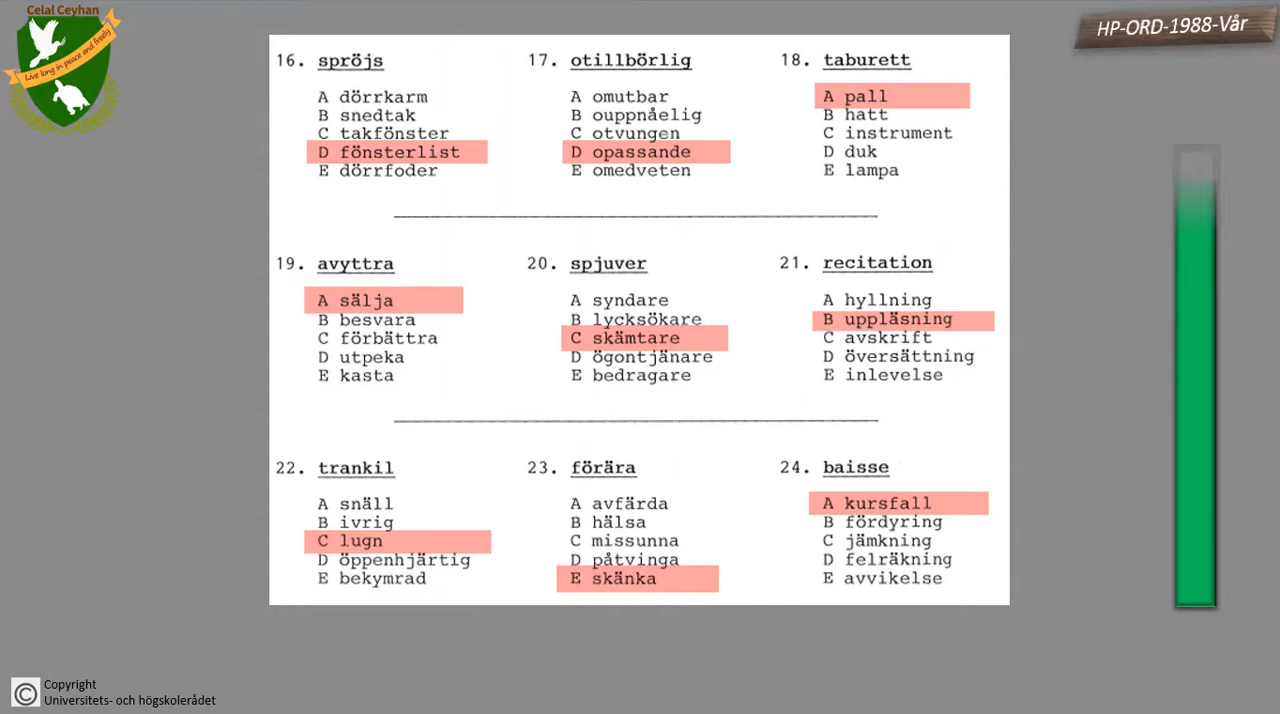 Celal Ceyhan
Live long in peace and freely
HP-ORD-1988-Vår
16. spröjs
A dörrkarm
B snedtak
C takfönster
D fönsterlist
E dörrfoder
17. otillbörlig
A omutbar
B ouppnåelig
C otvungen
D opassande
E omedveten
18. taburett
A pall
B hatt
C instrument
D duk
E lampa
19. avyttra
A sälja
B besvara
C förbättra
D utpeka
E kasta
20. spjuver
A syndare
B lycksökare
C skämtare
D ögontjänare
E bedragare
21. recitation
A hyllning
B uppläsning
C avskrift
D översättning
E inlevelse
22. trankil
A snäll
B ivrig
C lugn
D öppenhjärtig
E bekymrad
23. förära
A avfärda
B hälsa
C missunna
D påtvinga
E skänka
24. baisse
A kursfall
B fördyring
C jämkning
D felräkning
E avvikelse
© Copyright
Universitets- och högskolerådet